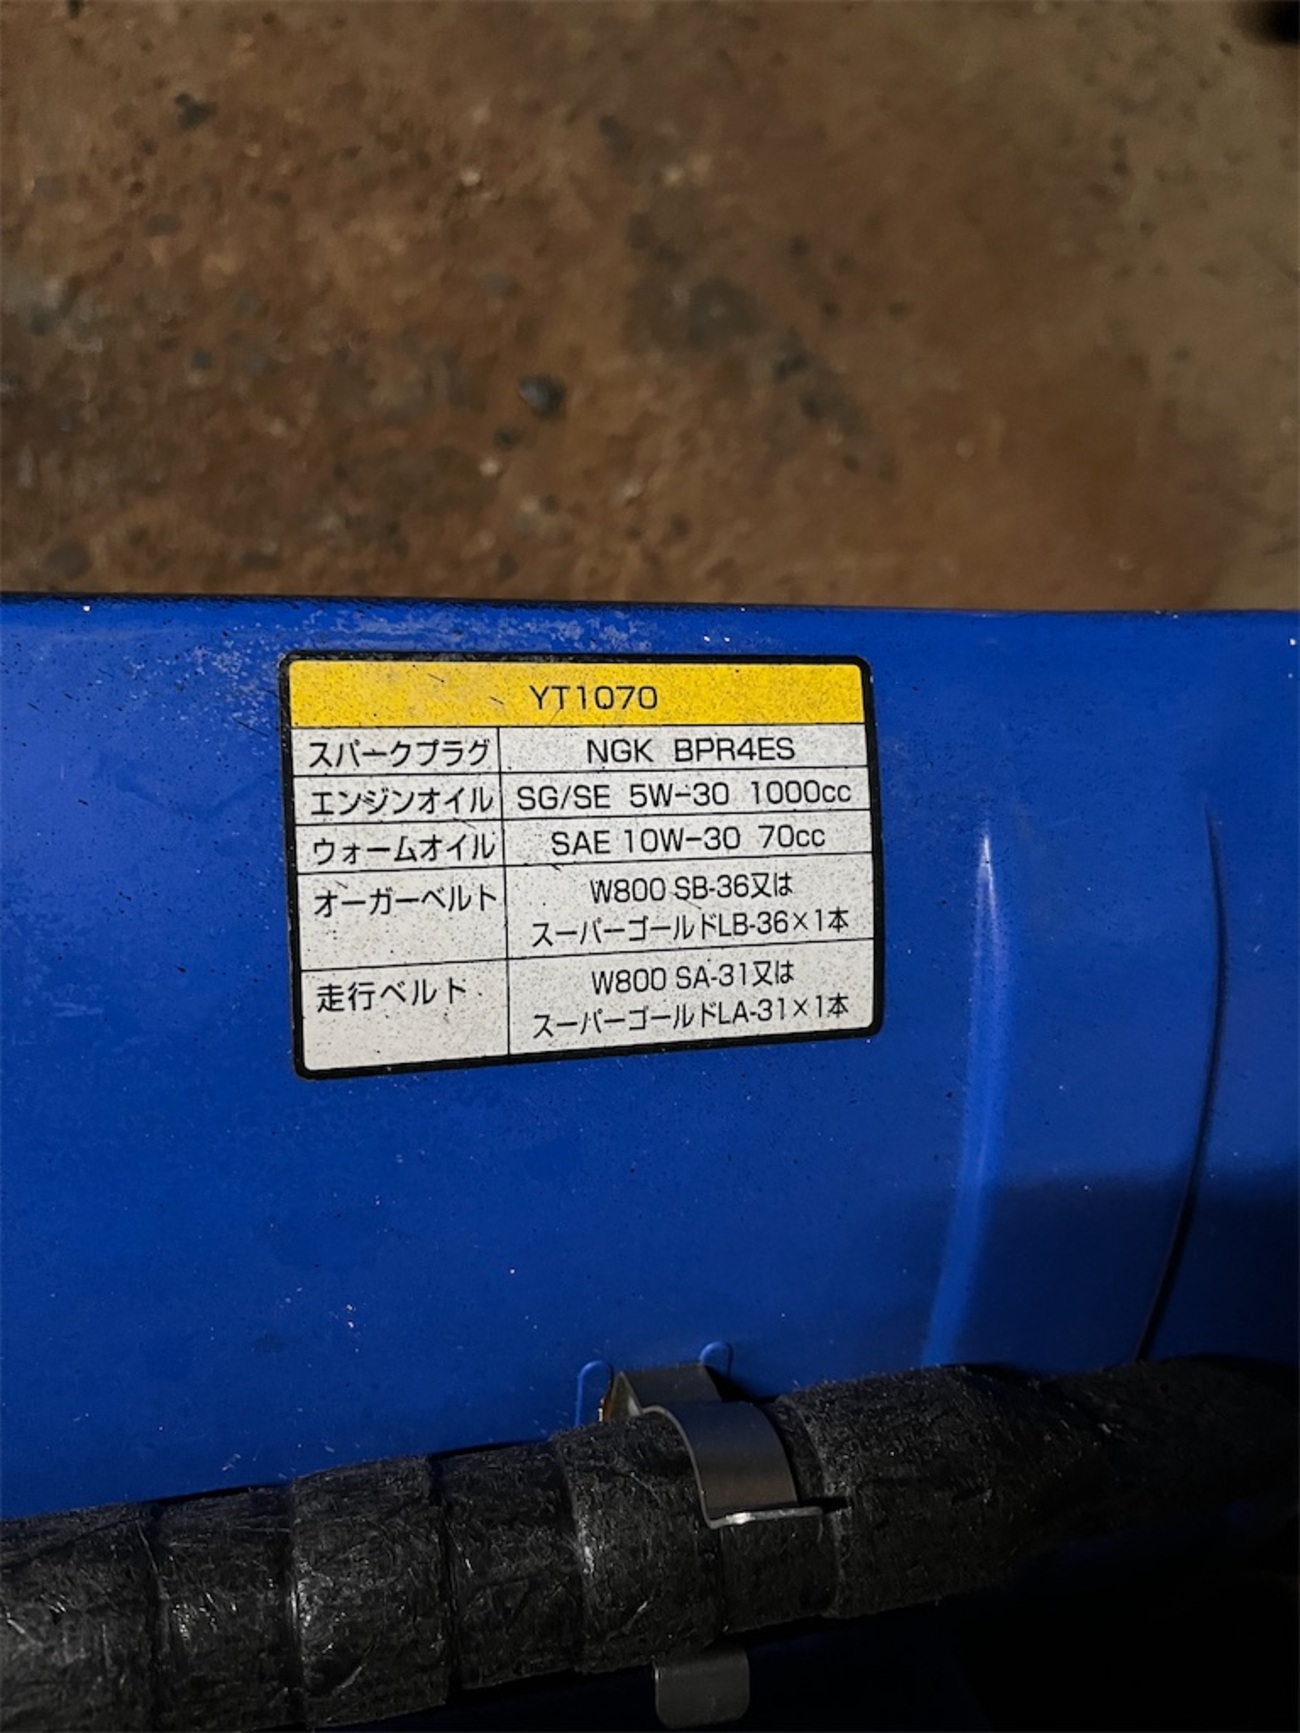 YT1070
スパークプラグ NGK BPR4ES
エンジンオイル SG/SE 5W-30 1000cc
ウォームオイル SAE 10W-30 70cc
オーガーベルト W800 SB-36又は
スーパーゴールドLB-36×1本
走行ベルト W800 SA-31又は
スーパーゴールドLA-31×1本